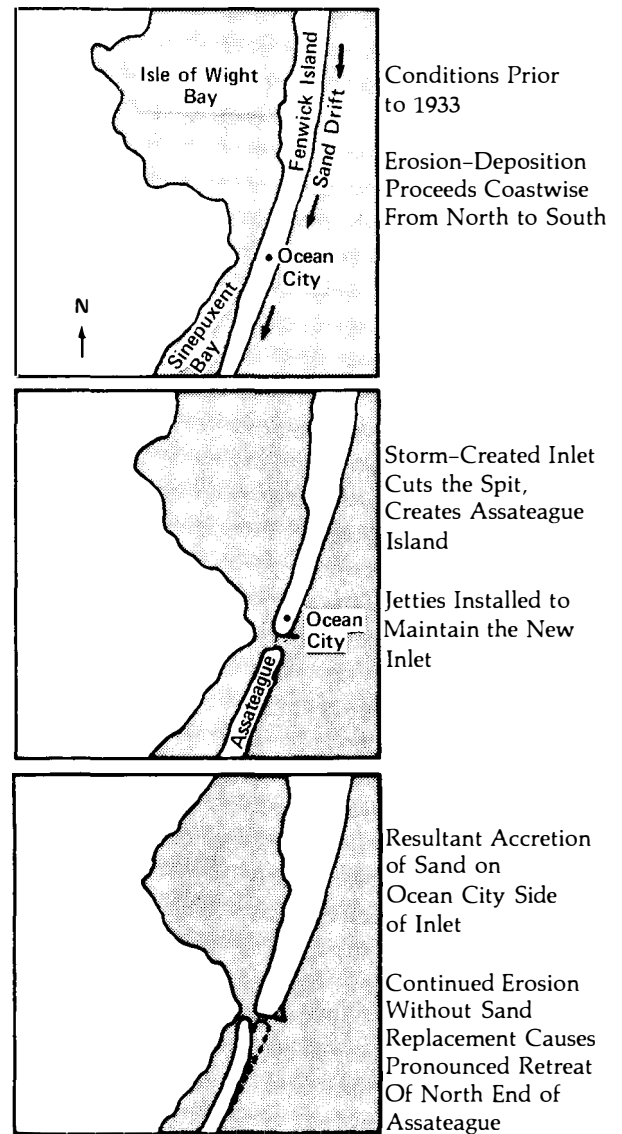 Isle of Wight
Bay
Fenwick Island
Sand Drift
Ocean
City
Sinepuxent
Bay
N
Conditions Prior
to 1933
Erosion–Deposition
Proceeds Coastwise
From North to South
Ocean
City
Assateague
Storm–Created Inlet
Cuts the Spit,
Creates Assateague
Island
Jetties Installed to
Maintain the New
Inlet
Resultant Accretion
of Sand on
Ocean City Side
of Inlet
Continued Erosion
Without Sand
Replacement Causes
Pronounced Retreat
Of North End of
Assateague